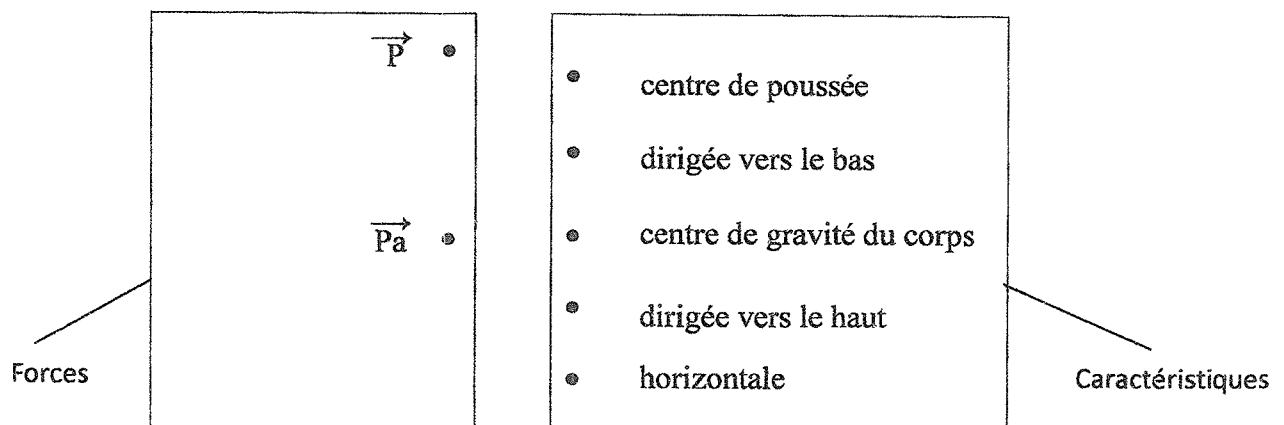 P
centre de poussée
dirigée vers le bas
Pa
centre de gravité du corps
dirigée vers le haut
Forces
horizontale
Caractéristiques